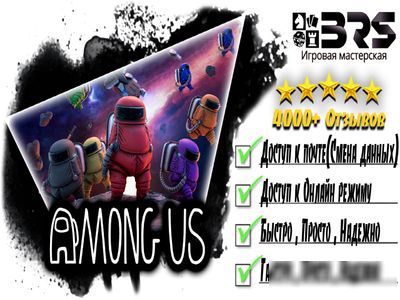 BRS
Игровая мастерская
4000+ Отзывов
Доступ к почте(Смена данных)
Доступ к Онлайн режиму
Быстро , Просто , Надежно
AMONG US